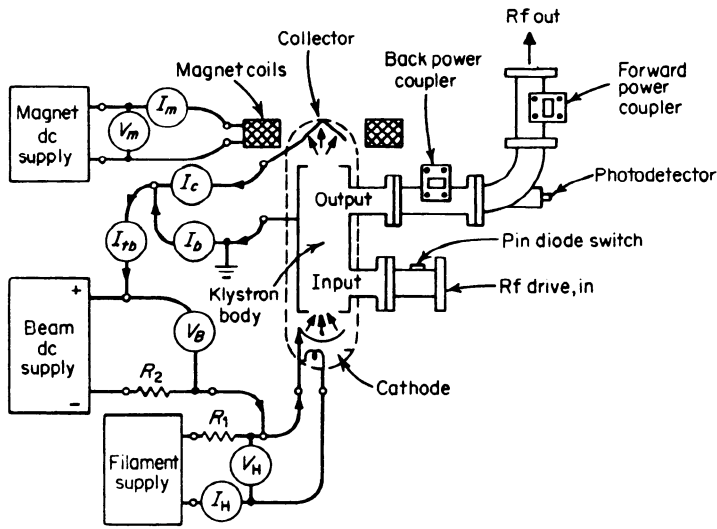 Rf out
Collector
Back power
coupler
Forward
power
coupler
Magnet coils
Magnet
dc
supply
Im
Vm
Photodetector
Ic
Output
Itb
Ib
Pin diode switch
Klystron
body
Input
Rf drive, in
+
Beam
dc
supply
VB
R2
−
Cathode
R1
Filament
supply
VH
IH